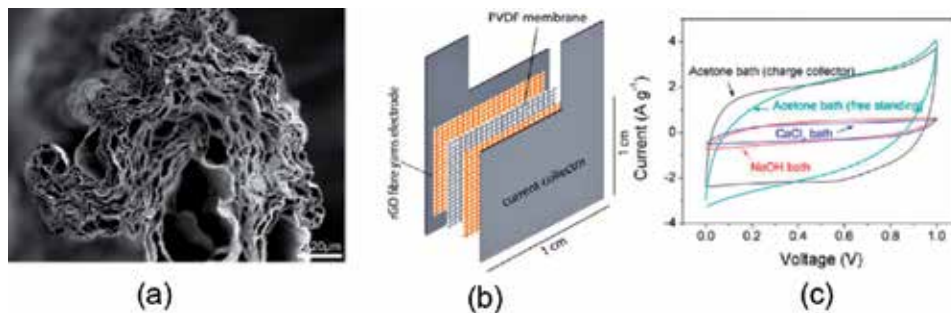 20µm
(a)
PVDF membrane
rGO fibre yarns electrode
current collector
1 cm
1 cm
(b)
4
2
0
-2
-4
Current (A g⁻¹)
Acetone bath (charge collector)
Acetone bath (free standing)
CaCl₂ bath
NaOH bath
0.0 0.2 0.4 0.6 0.8 1.0
Voltage (V)
(c)